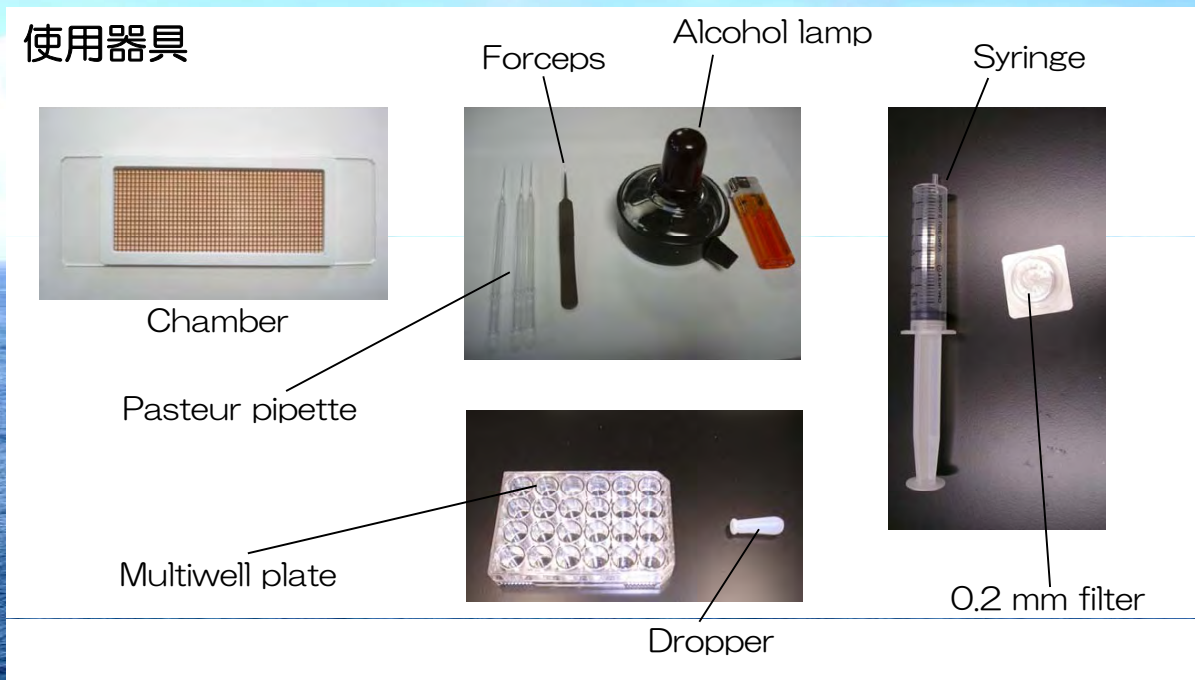 使用器具
Forceps
Alcohol lamp
Syringe
Chamber
Pasteur pipette
Multiwell plate
0.2 mm filter
Dropper